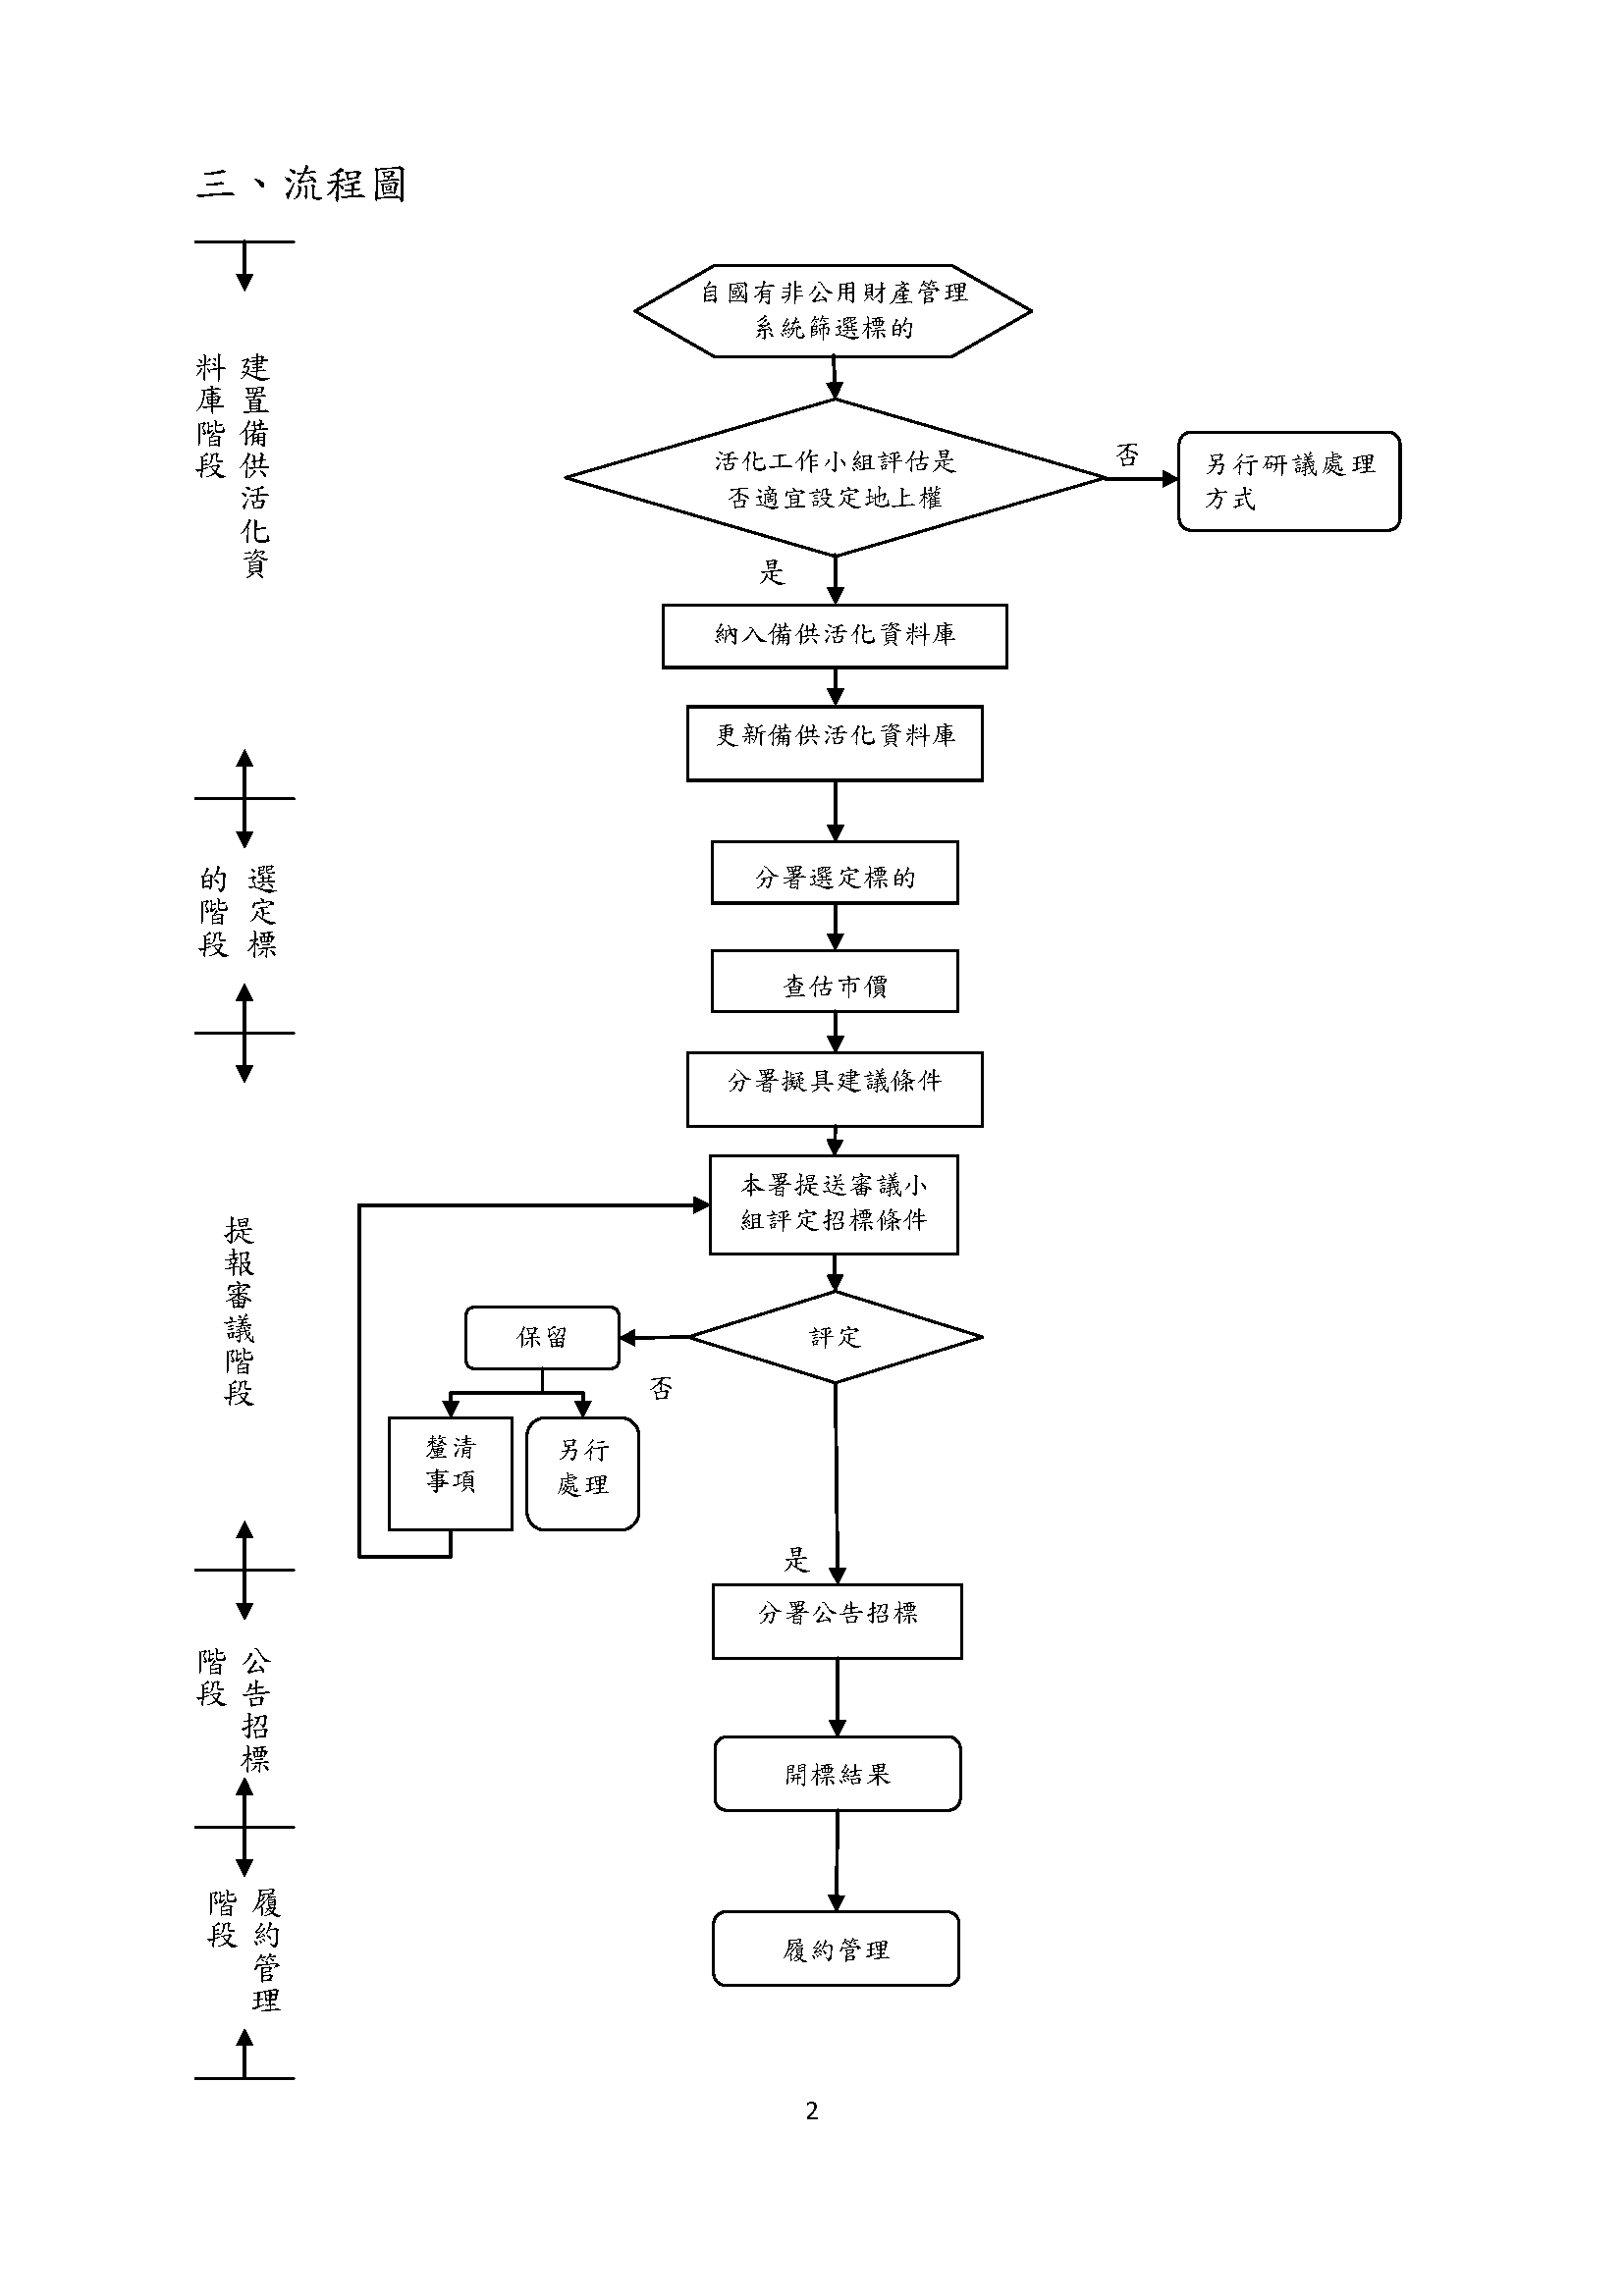 三、流程圖
建置備供活化資
料庫階段
自國有非公用財產管理
系統篩選標的
活化工作小組評估是
否適宜設定地上權
否
另行研議處理
方式
是
納入備供活化資料庫
更新備供活化資料庫
選定標
的階段
分署選定標的
查估市價
提報審議階段
分署擬具建議條件
本署提送審議小
組評定招標條件
評定
保留
否
釐清
事項
另行
處理
是
公告招標
階段
分署公告招標
開標結果
履約管理
階段
履約管理
2